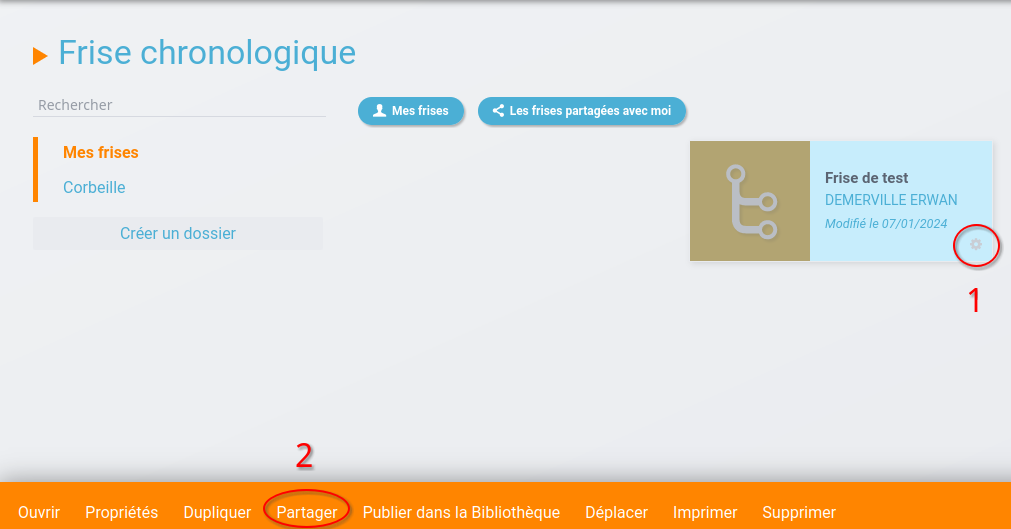 Frise chronologique
Rechercher
Mes frises
Les frises partagées avec moi
Mes frises
Corbeille
Créer un dossier
Frise de test
DEMERVILLE ERWAN
Modifié le 07/01/2024
1
2
Ouvrir Propriétés Dupliquer Partager Publier dans la Bibliothèque Déplacer Imprimer Supprimer